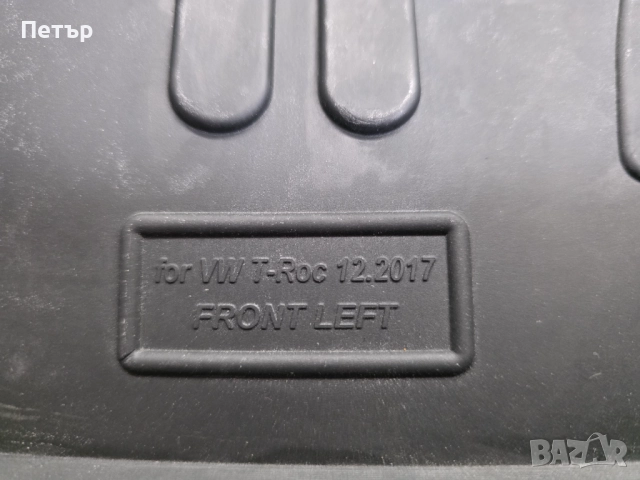 Петър
for VW T-Roc 12.2017
FRONT LEFT
BAZAR